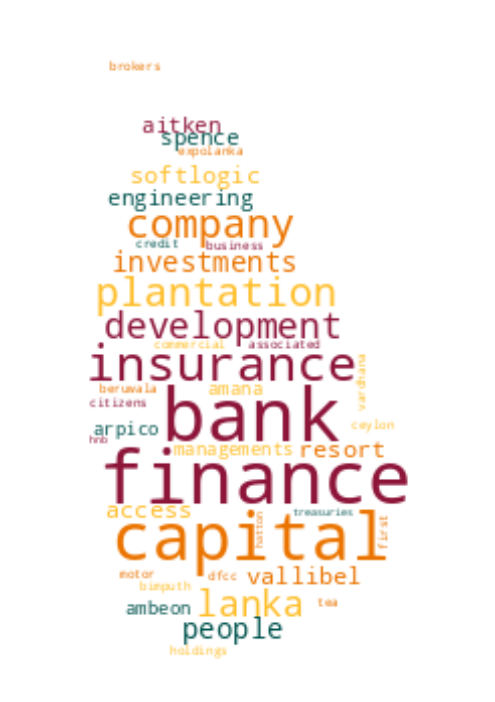 brokers
aitken
spence
expolanka
softlogic
engineering
company
credit business
investments
plantation
development
commercial associated
insurance
vardhana
beruwala amana
citizens
bank
ceylon
arpico
hnb
managements resort
finance
access treasuries
capital
hatton
first
motor dfcc vallibel
bimputh
ambeon lanka tea
people
holdings